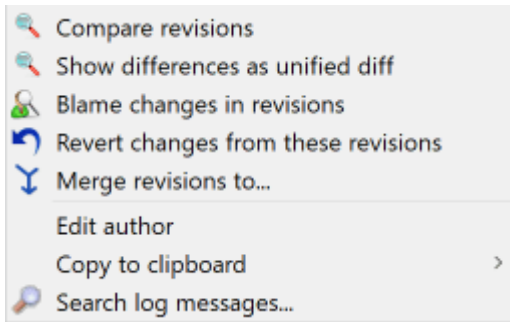 Compare revisions
Show differences as unified diff
Blame changes in revisions
Revert changes from these revisions
Merge revisions to...
Edit author
Copy to clipboard
Search log messages...